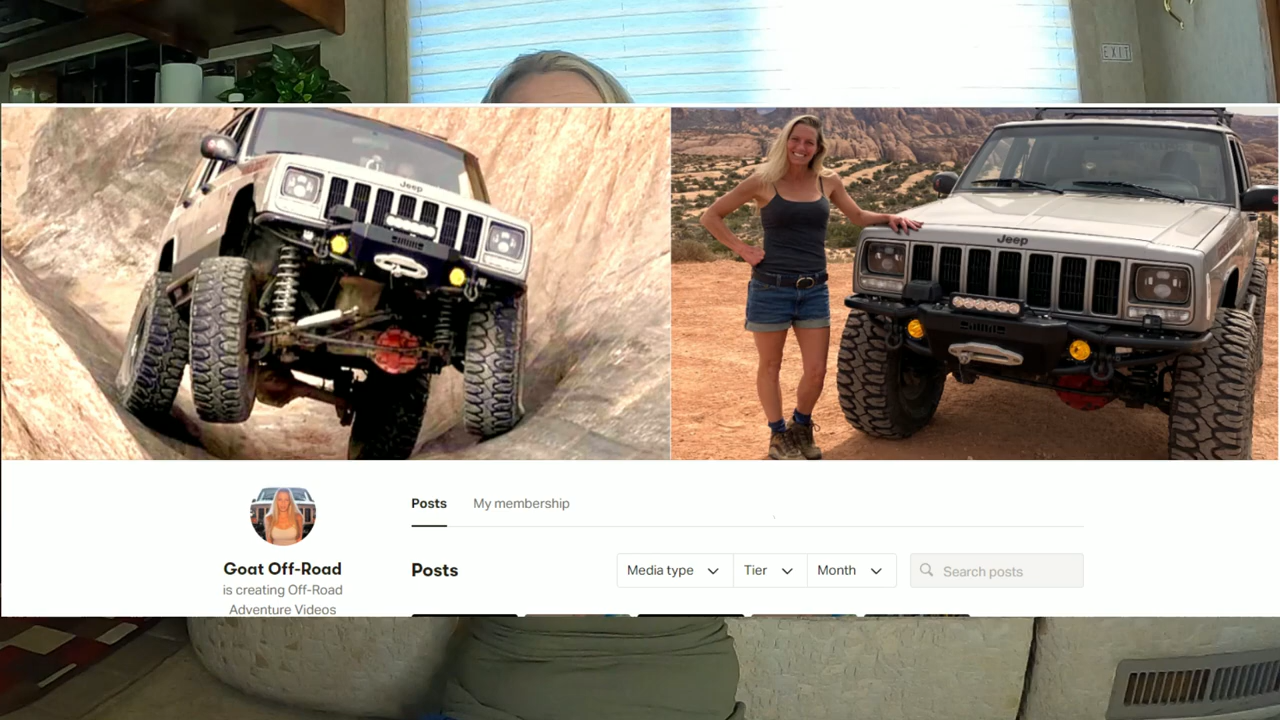 EXIT
Jeep
Jeep
Posts
My membership
Goat Off-Road
is creating Off-Road
Adventure Videos
Posts
Media type
Tier
Month
Search posts